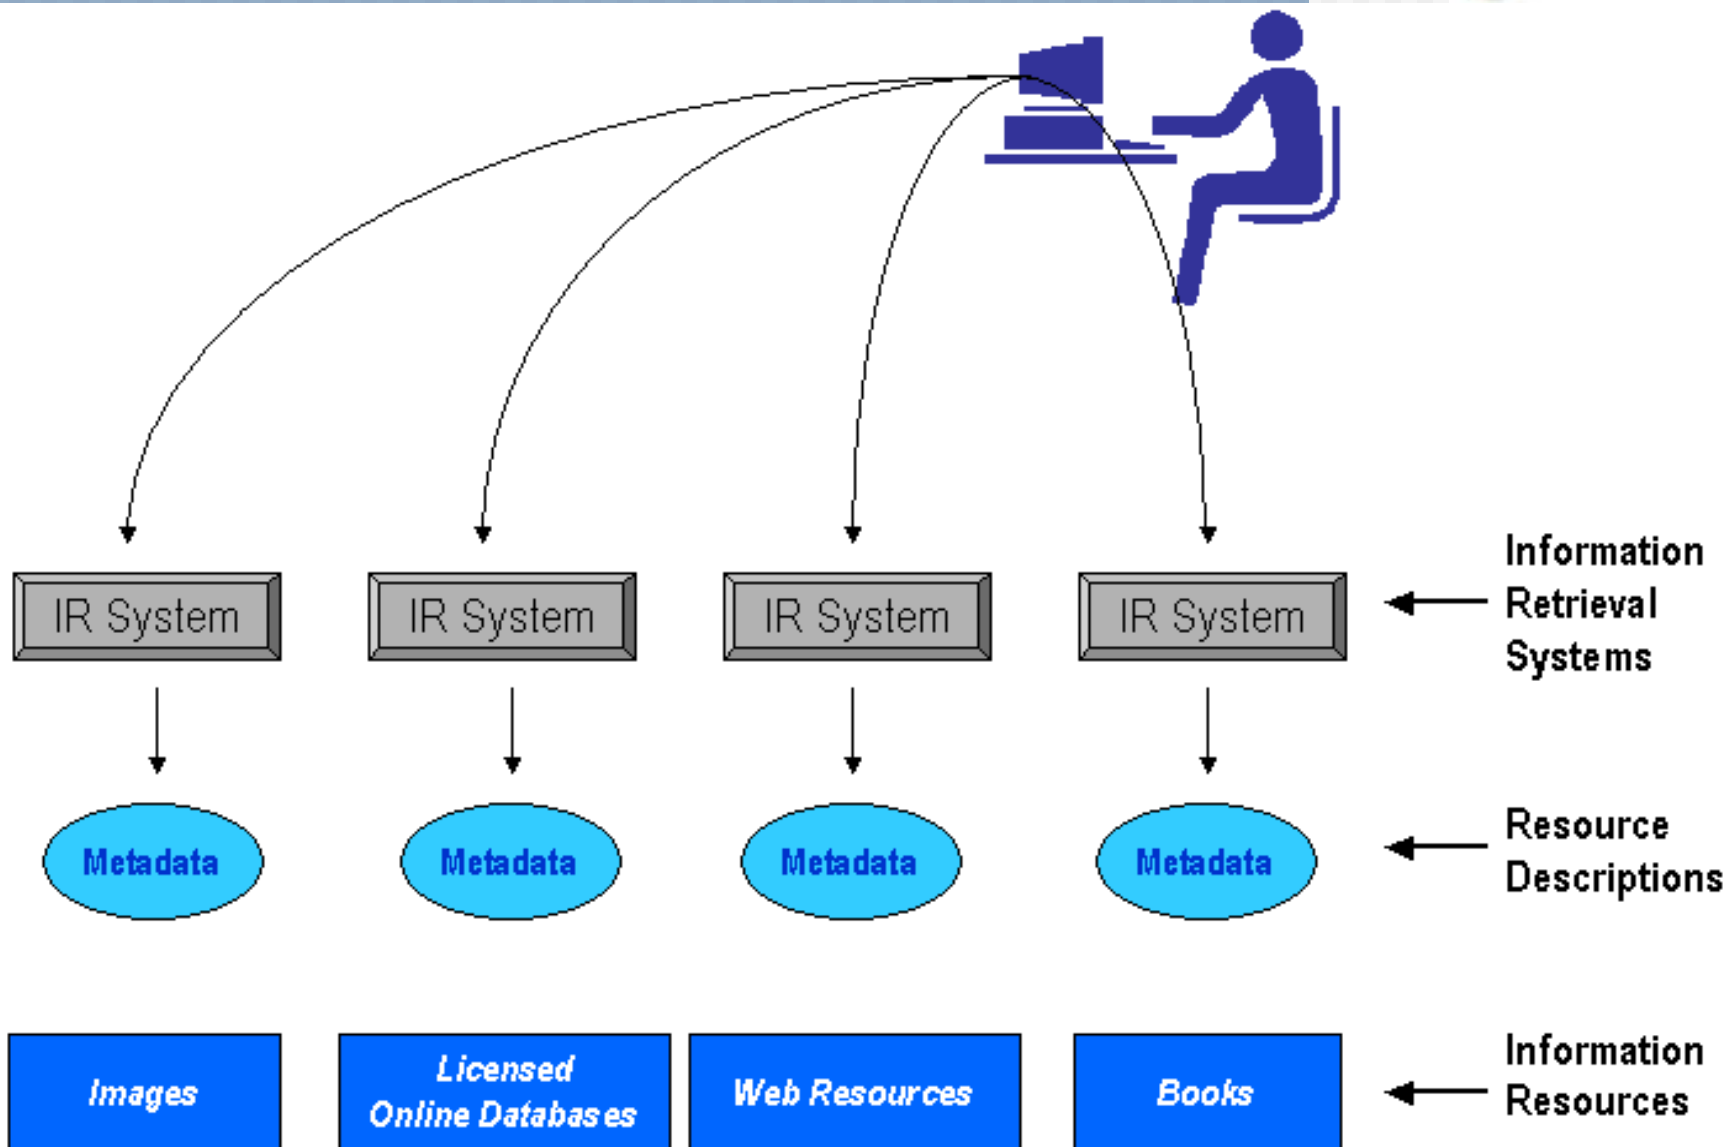 IR System
IR System
IR System
IR System
Information
Retrieval
Systems
Metadata
Metadata
Metadata
Metadata
Resource
Descriptions
Images
Licensed
Online Databases
Web Resources
Books
Information
Resources